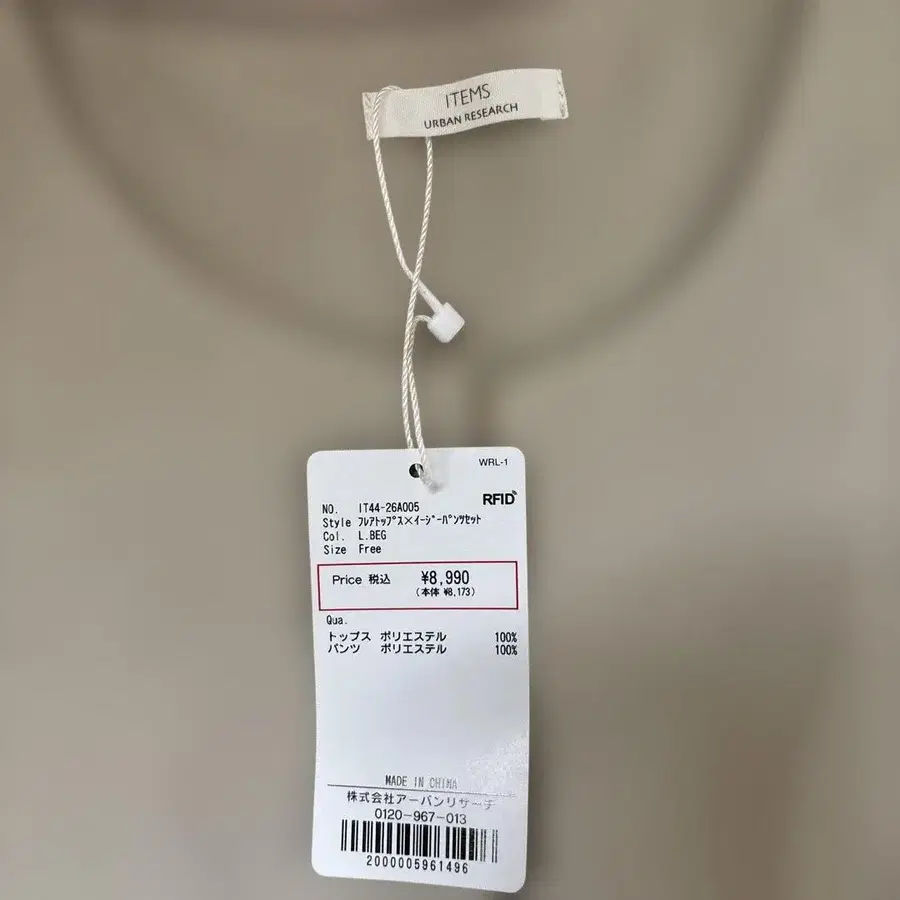 ITEMS
URBAN RESEARCH
WRL-1
RFID
NO. IT44-26A005
Style フレアトップス×イージーパンツセット
Col. L.BEG
Size Free
Price 税込 ¥8,990
(本体 ¥8,173)
Qua.
トップス ポリエステル 100%
パンツ ポリエステル 100%
MADE IN CHINA
株式会社アーバンリサーチ
0120-967-013
2000005961496